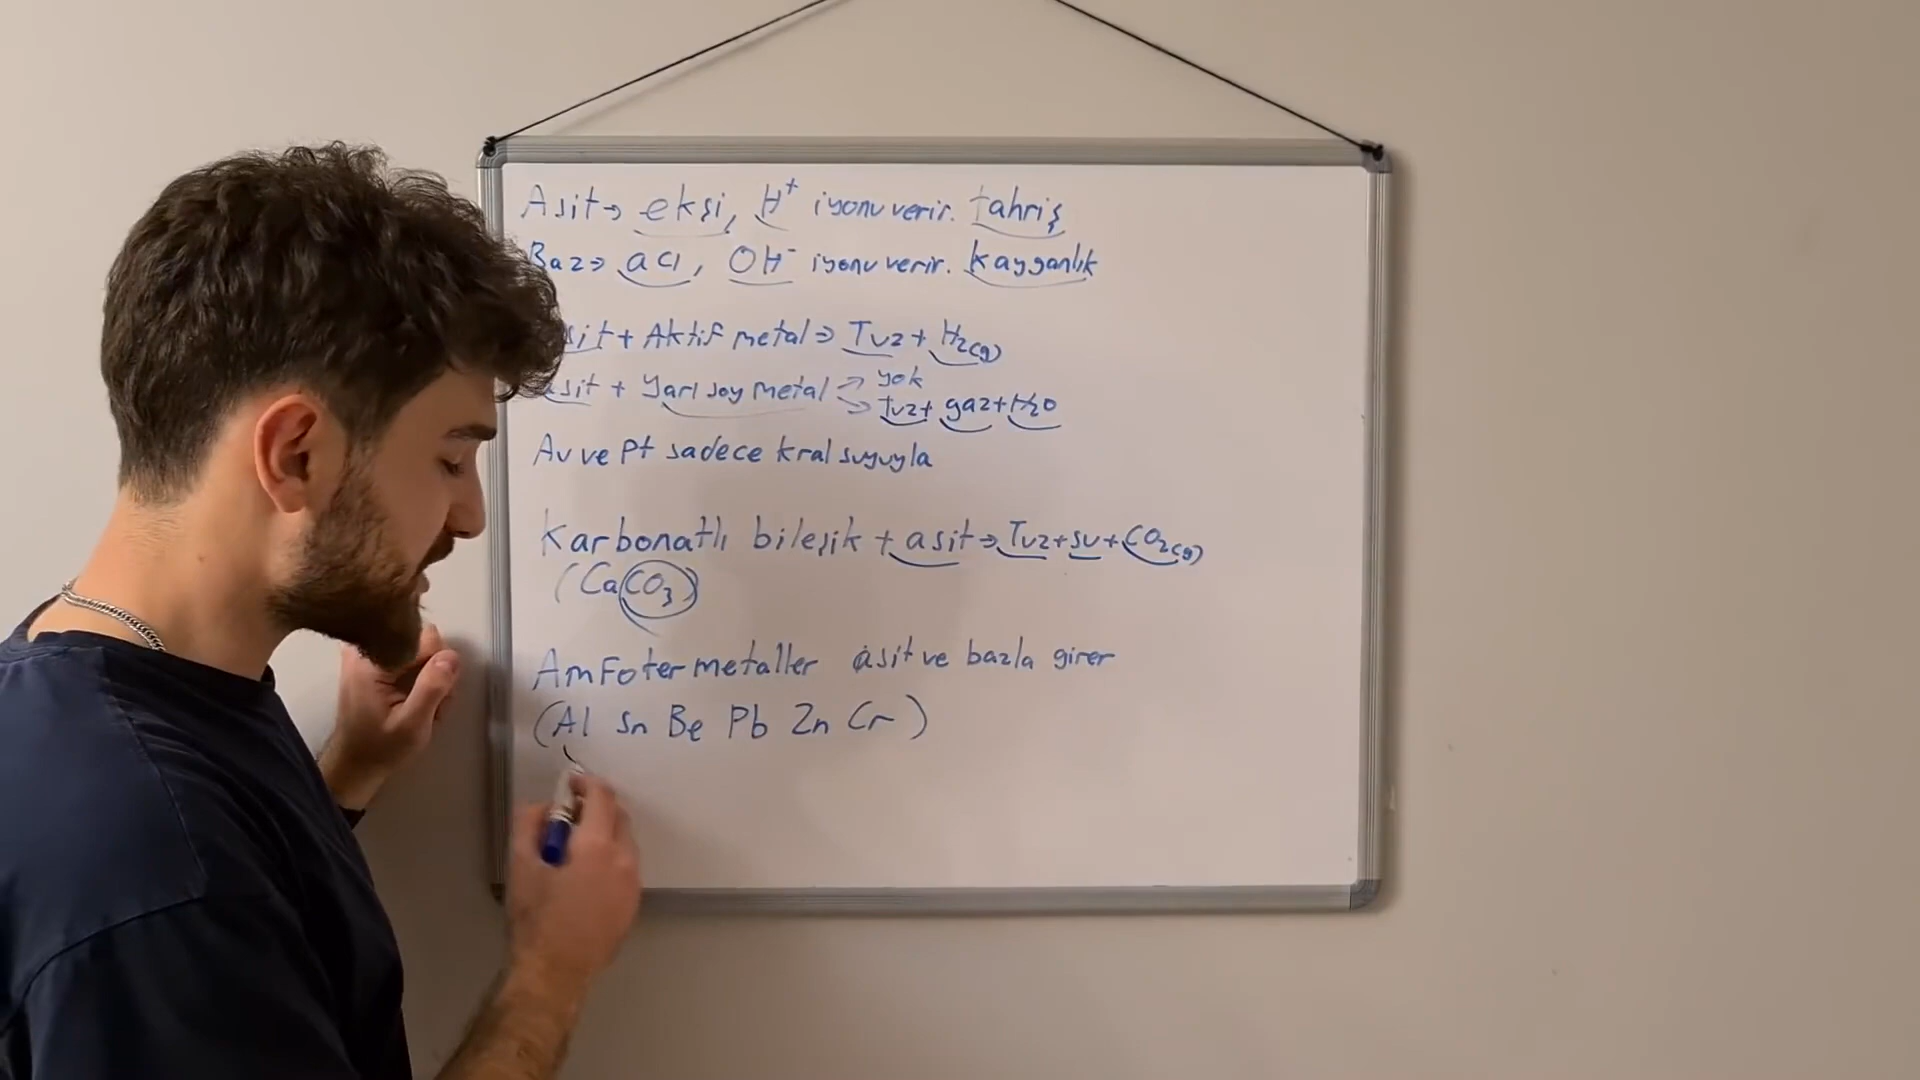 Asit → ekşi, H⁺ iyonu verir. tahriş
Baz → acı, OH⁻ iyonu verir. kayganlık
sit + Aktif metal → Tuz + H₂(g)
asit + Yarı soy metal → yok
→ Tuz + gaz + H₂O
Au ve Pt sadece kral suyuyla
Karbonatlı bileşik + asit → Tuz + su + CO₂(g)
(CaCO₃)
Amfoter metaller asit ve bazla girer
(Al Sn Be Pb Zn Cr)